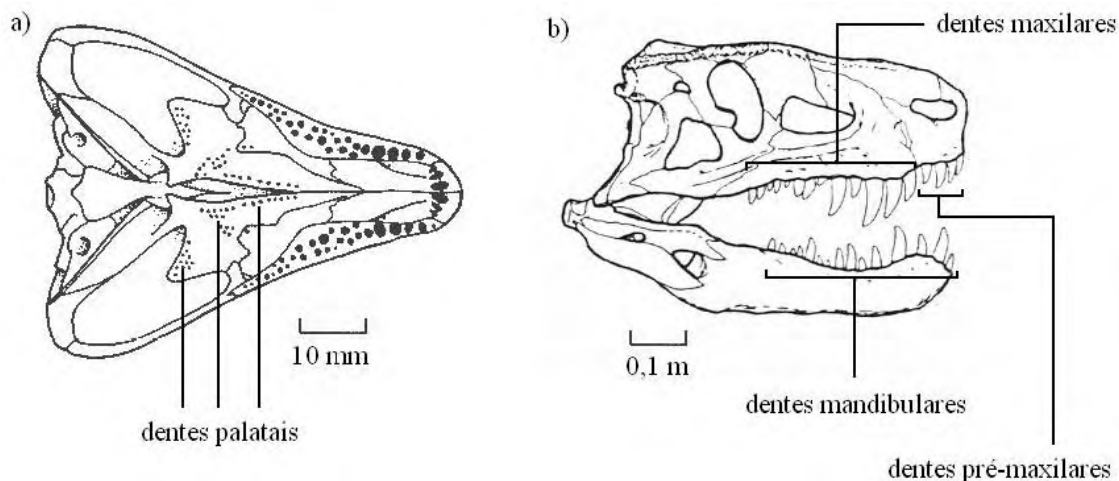 a)
10 mm
dentes palatais
b)
dentes maxilares
0,1 m
dentes mandibulares
dentes pré-maxilares